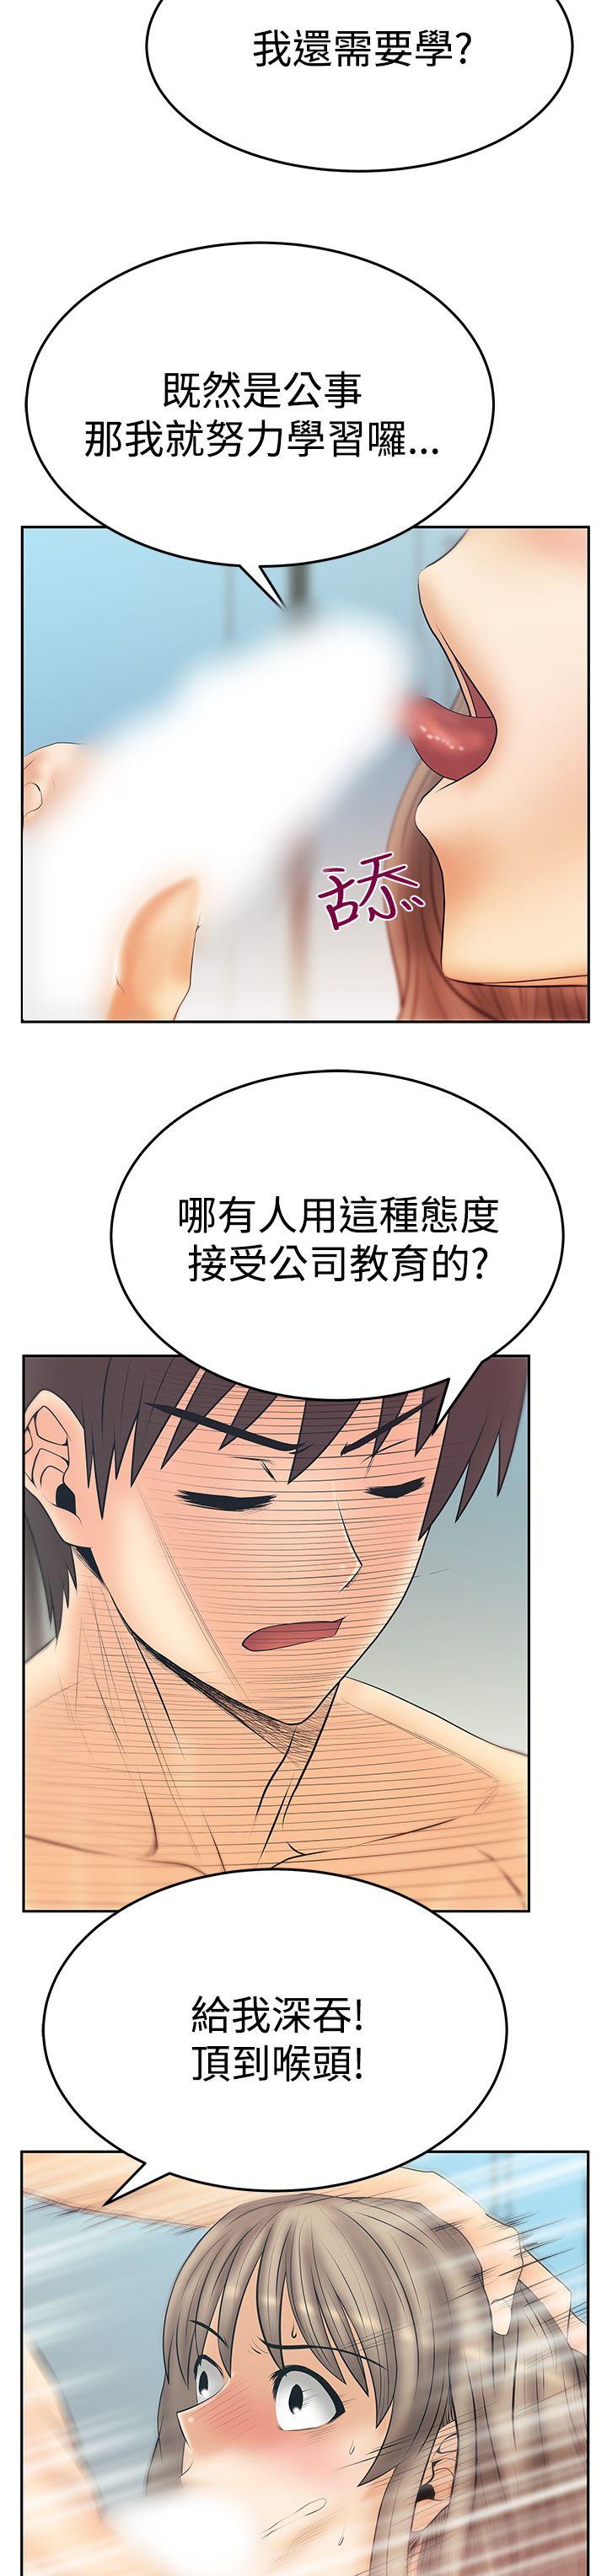 我還需要學?
既然是公事
那我就努力學習囉...
舔
哪有人用這種態度
接受公司教育的?
給我深吞!
頂到喉頭!